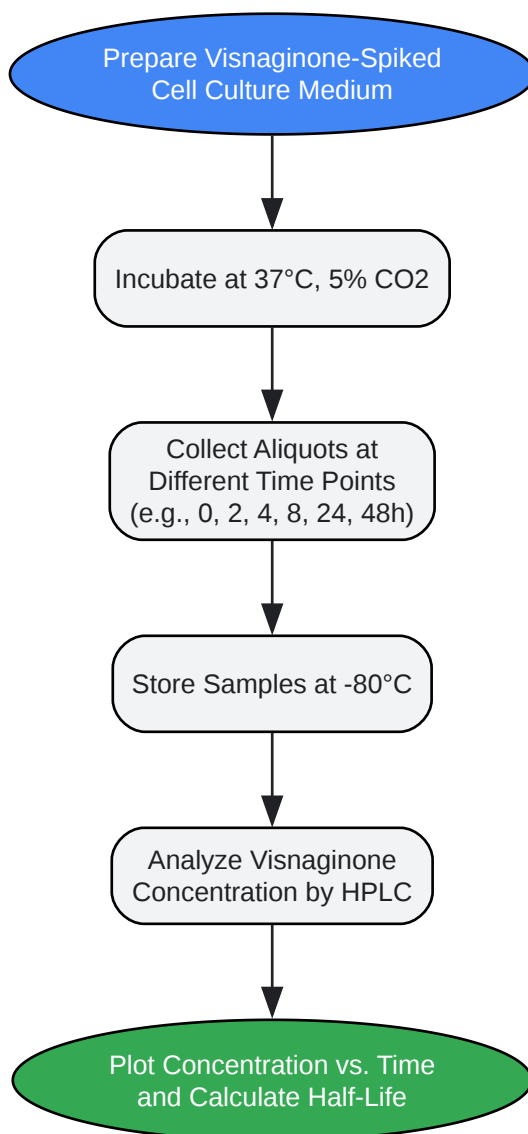 Prepare Visnaginone-Spiked
Cell Culture Medium
Incubate at 37°C, 5% CO2
Collect Aliquots at
Different Time Points
(e.g., 0, 2, 4, 8, 24, 48h)
Store Samples at -80°C
Analyze Visnaginone
Concentration by HPLC
Plot Concentration vs. Time
and Calculate Half-Life